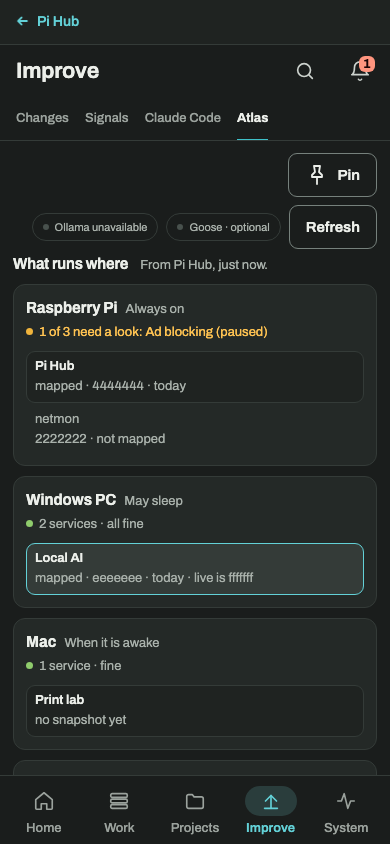 Pi Hub
Improve
1
Changes Signals Claude Code Atlas
Pin
Ollama unavailable Goose · optional Refresh
What runs where From Pi Hub, just now.
Raspberry Pi Always on
1 of 3 need a look: Ad blocking (paused)
Pi Hub
mapped · 4444444 · today
netmon
2222222 · not mapped
Windows PC May sleep
2 services · all fine
Local AI
mapped · eeeeeee · today · live is fffffff
Mac When it is awake
1 service · fine
Print lab
no snapshot yet
Home Work Projects Improve System